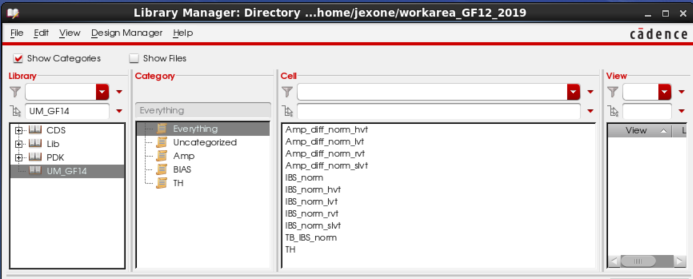 Library Manager: Directory ...home/jexone/workarea_GF12_2019
File Edit View Design Manager Help
cādence
Show Categories Show Files
Library
UM_GF14
CDS
Lib
PDK
UM_GF14
Category
Everything
Everything
Uncategorized
Amp
BIAS
TH
Cell
Amp_diff_norm_hvt
Amp_diff_norm_lvt
Amp_diff_norm_rvt
Amp_diff_norm_slvt
IBS_norm
IBS_norm_hvt
IBS_norm_lvt
IBS_norm_rvt
IBS_norm_slvt
TB_IBS_norm
TH
View
View L